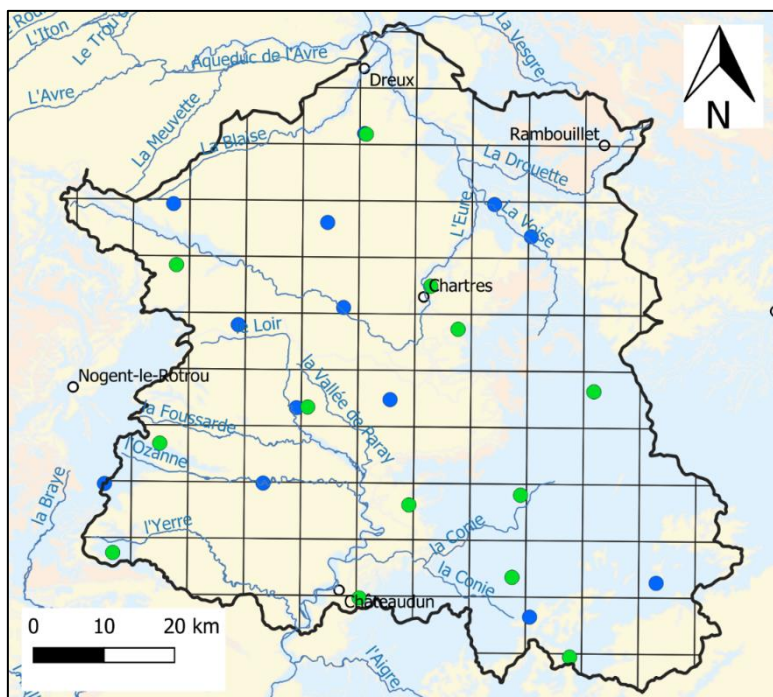 La Vesgre
Le Rou
L'Iton
Le Trou
Aqueduc de l'Avre
Dreux
L'Avre
La Meuvette
N
La Blaise
Rambouillet
La Drouette
L'Eure
La Voise
Chartres
Loir
Nogent-le-Rotrou
la Vallée de Paray
la Foussarde
l'Ozanne
la Braye
l'Yerre
la Conie
la Conie
Châteaudun
0 10 20 km
l'Aigre